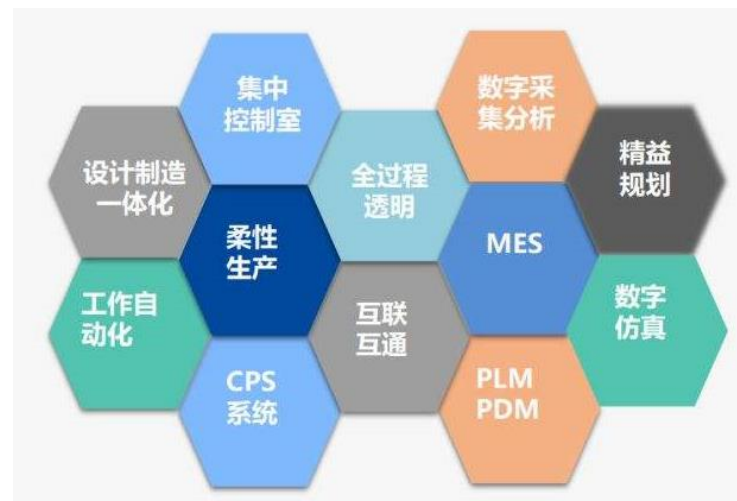 集中
控制室
数字采
集分析
设计制造
一体化
全过程
透明
精益
规划
柔性
生产
MES
工作自
动化
互联
互通
数字
仿真
CPS
系统
PLM
PDM